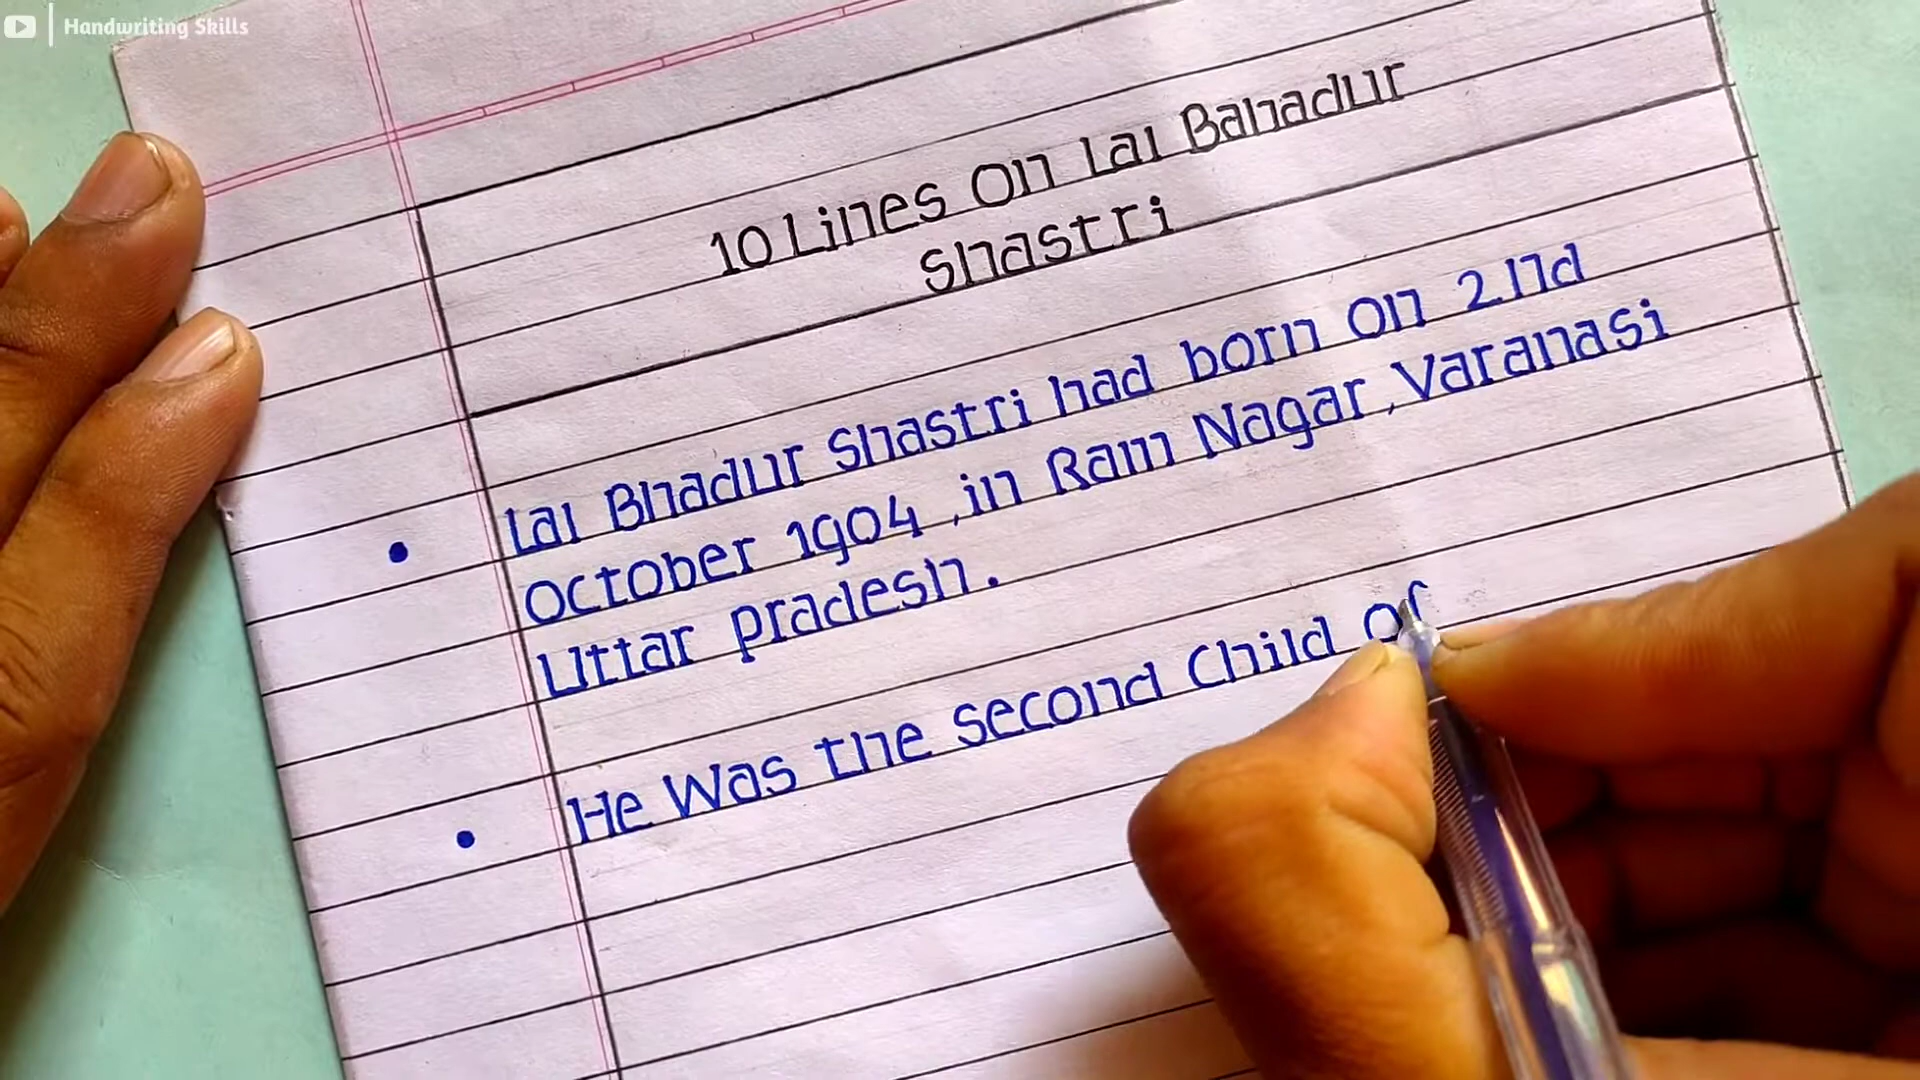 Handwriting Skills
10 Lines On Lal Bahadur
Shastri
Lal Bhadur Shastri had born on 2nd
October 1904 ,in Ram Nagar, Varanasi
Uttar Pradesh.
He Was the second Child of